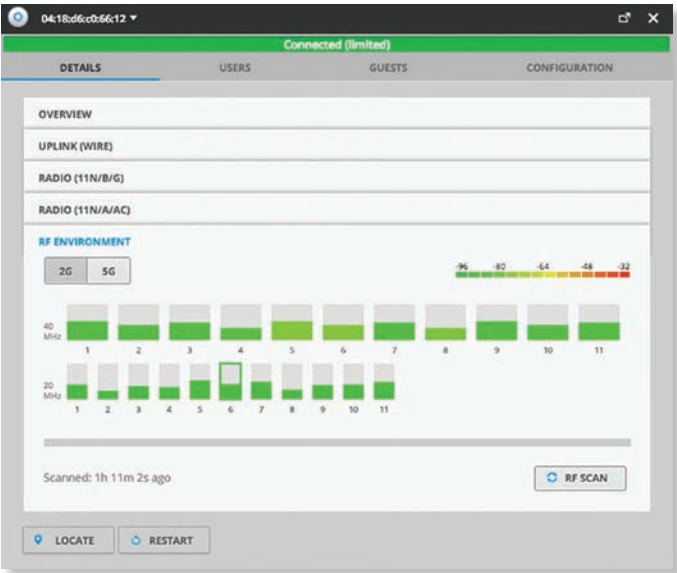 04:18:d6:c0:66:12
Connected (limited)
DETAILS USERS GUESTS CONFIGURATION
OVERVIEW
UPLINK (WIRE)
RADIO (11N/B/G)
RADIO (11N/A/AC)
RF ENVIRONMENT
2G 5G
-96 -80 -64 -48 -32
40 MHz
1 2 3 4 5 6 7 8 9 10 11
20 MHz
1 2 3 4 5 6 7 8 9 10 11
Scanned: 1h 11m 2s ago
RF SCAN
LOCATE RESTART